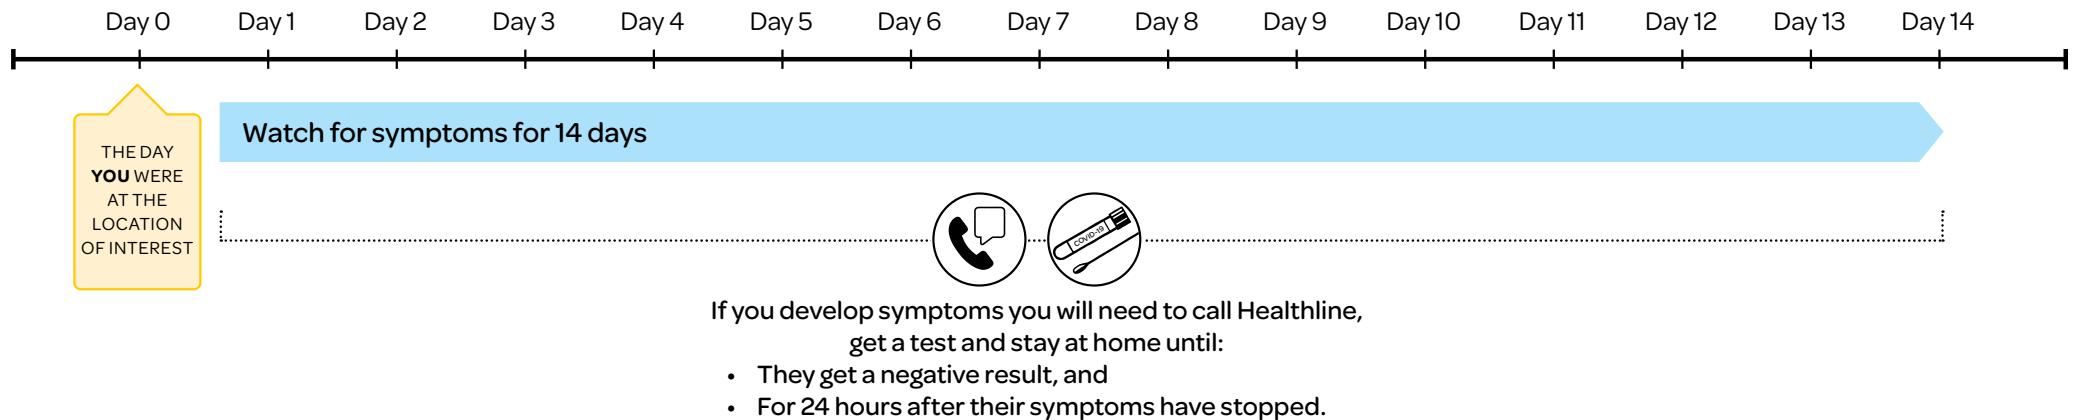 Day 0 Day 1 Day 2 Day 3 Day 4 Day 5 Day 6 Day 7 Day 8 Day 9 Day 10 Day 11 Day 12 Day 13 Day 14
THE DAY
YOU WERE
AT THE
LOCATION
OF INTEREST
Watch for symptoms for 14 days
COVID-19
If you develop symptoms you will need to call Healthline,
get a test and stay at home until:
• They get a negative result, and
• For 24 hours after their symptoms have stopped.